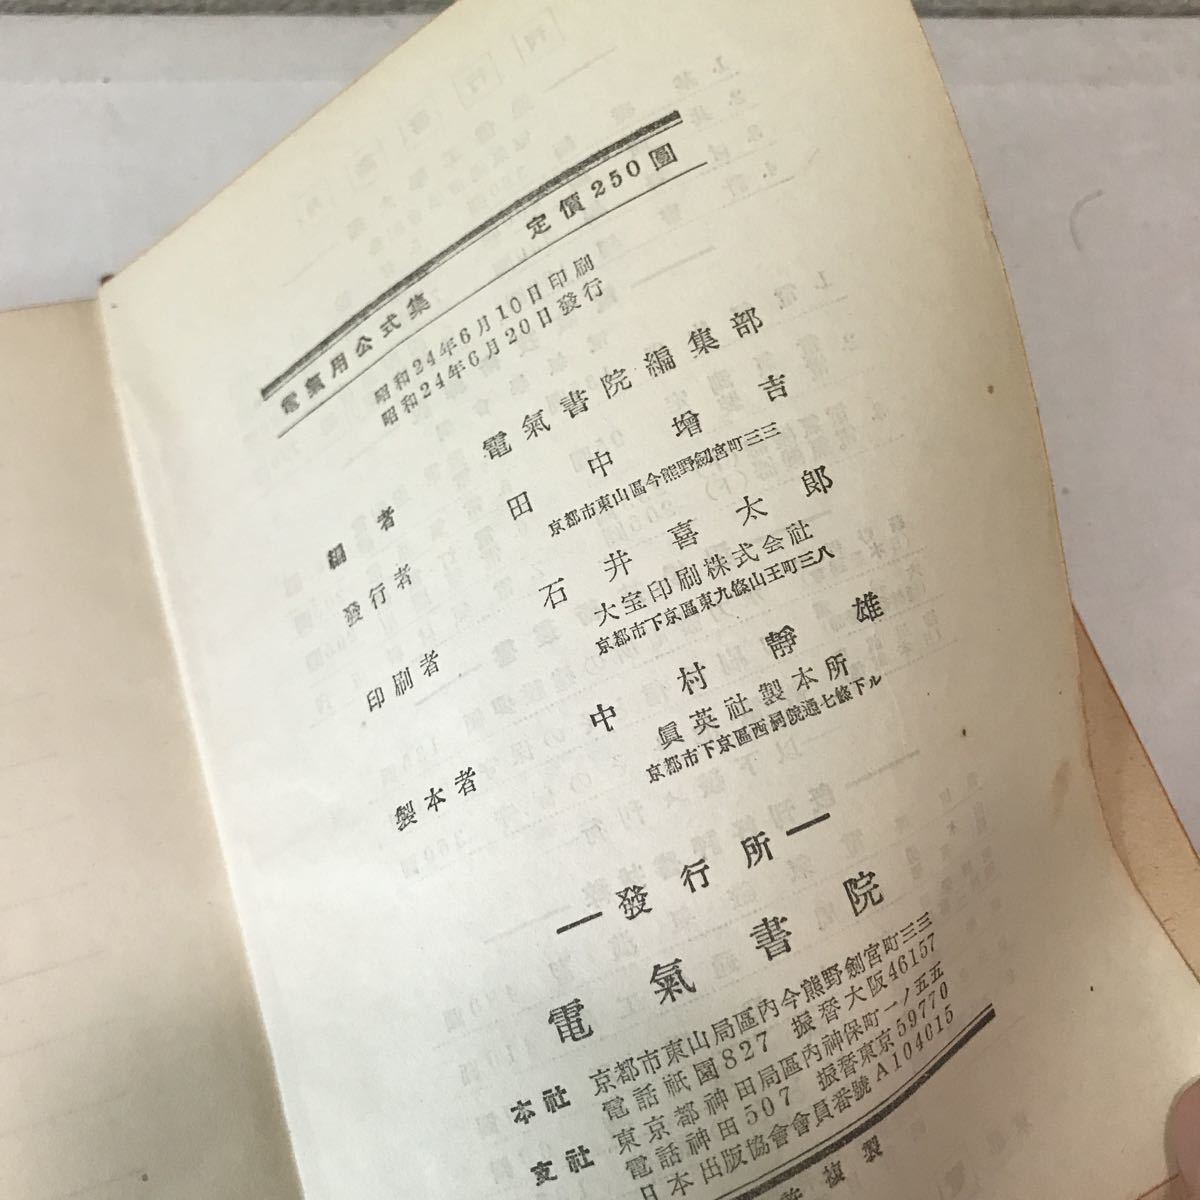 電氣用公式集　定價250圓
昭和24年6月10日印刷
昭和24年6月20日發行
編者　電氣書院編集部
發行者　田中增吉
京都市東山區今熊野劒宮町三三
印刷者　石井喜太郎
大宝印刷株式会社
京都市下京區東九條山王町三八
製本者　中村靜雄
眞英社製本所
京都市下京區西洞院通七條下ル
發行所
電氣書院
本社　京都市東山局區内今熊野劒宮町三三
電話祇園827　振替大阪46157
支社　東京都神田局區内神保町一ノ五五
電話神田507　振替東京59770
日本出版協會會員番號A104015
許複製